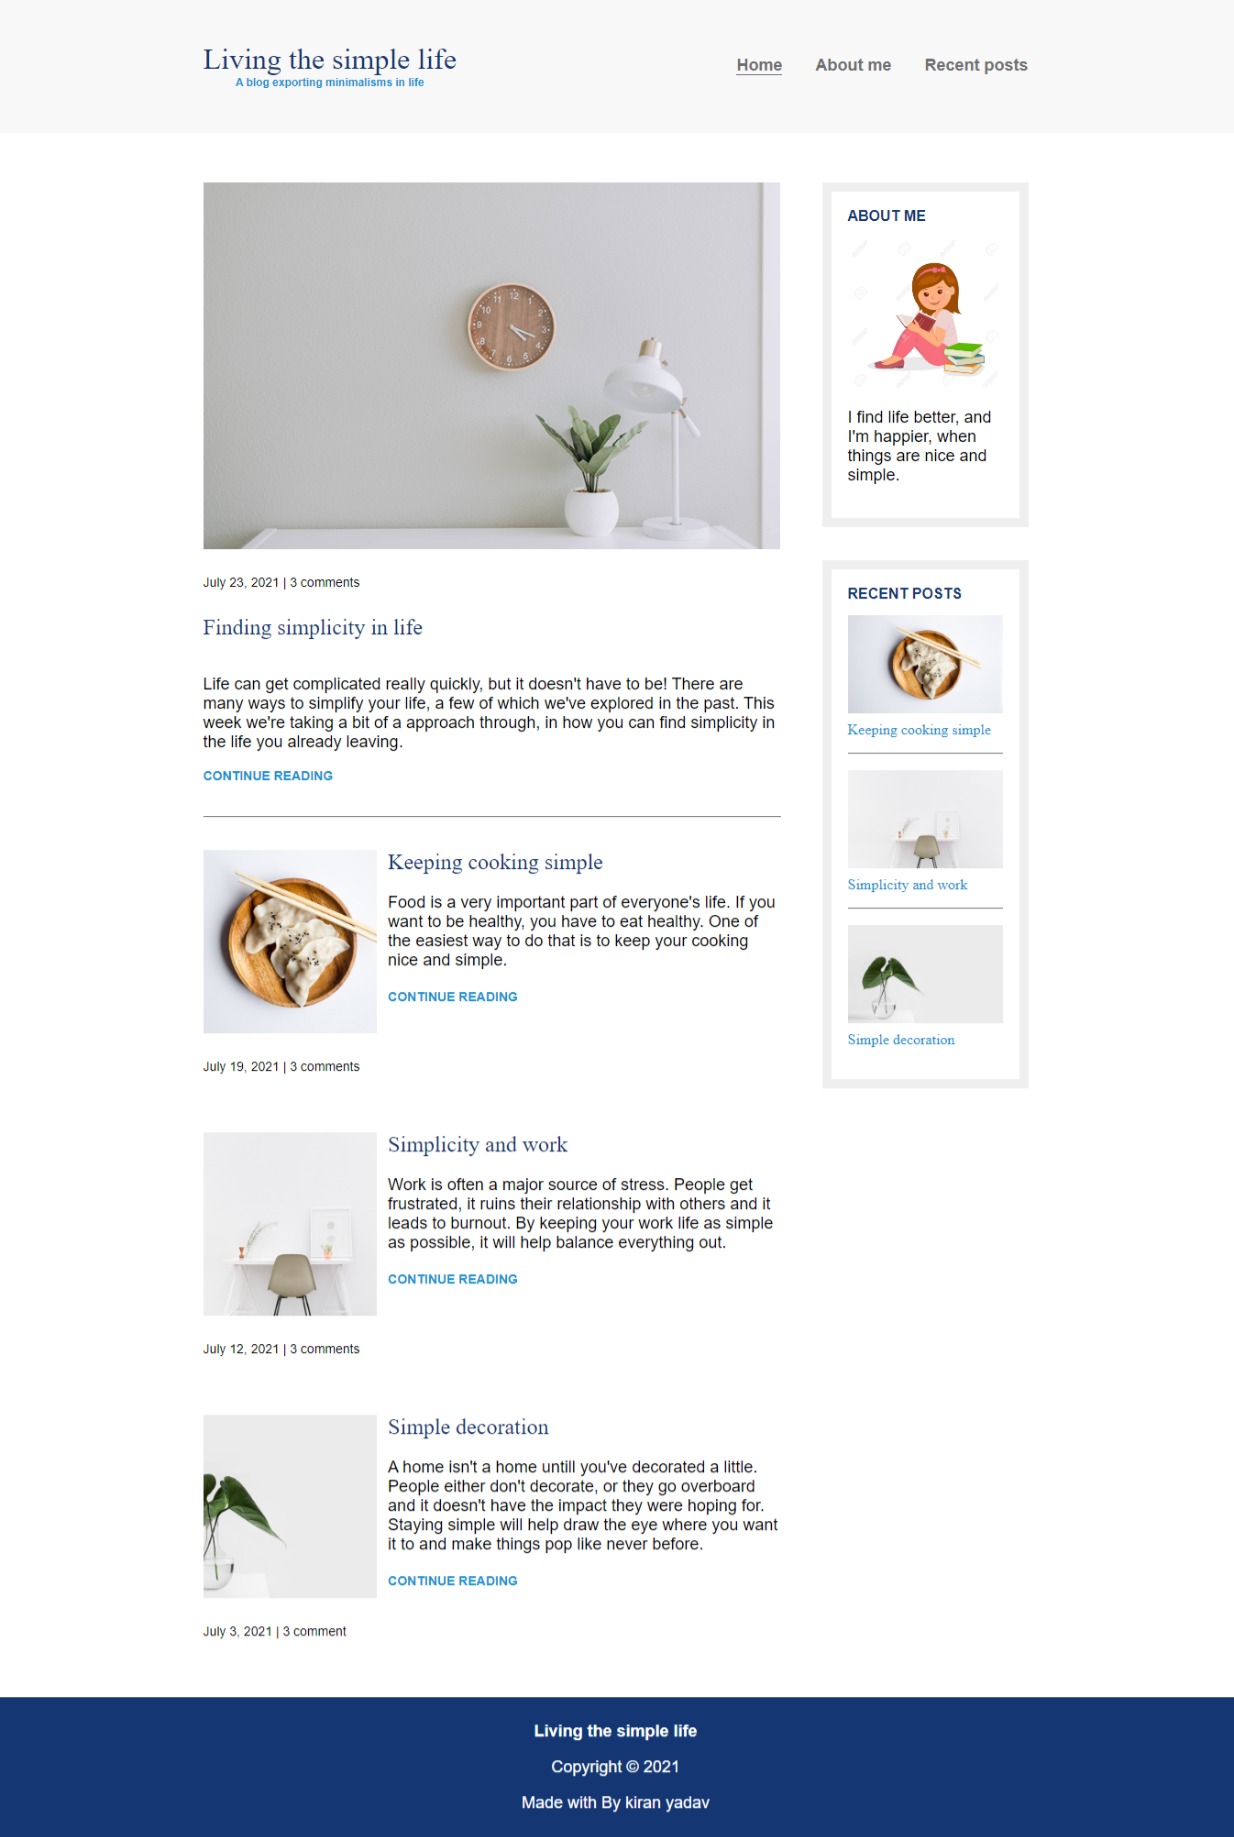 Living the simple life
A blog exporting minimalisms in life
Home About me Recent posts
12
11
1
10
2
9
3
8
4
7
5
6
July 23, 2021 | 3 comments
Finding simplicity in life
Life can get complicated really quickly, but it doesn't have to be! There are
many ways to simplify your life, a few of which we've explored in the past. This
week we're taking a bit of a approach through, in how you can find simplicity in
the life you already leaving.
CONTINUE READING
Keeping cooking simple
Food is a very important part of everyone's life. If you
want to be healthy, you have to eat healthy. One of
the easiest way to do that is to keep your cooking
nice and simple.
CONTINUE READING
July 19, 2021 | 3 comments
Simplicity and work
Work is often a major source of stress. People get
frustrated, it ruins their relationship with others and it
leads to burnout. By keeping your work life as simple
as possible, it will help balance everything out.
CONTINUE READING
July 12, 2021 | 3 comments
Simple decoration
A home isn't a home untill you've decorated a little.
People either don't decorate, or they go overboard
and it doesn't have the impact they were hoping for.
Staying simple will help draw the eye where you want
it to and make things pop like never before.
CONTINUE READING
July 3, 2021 | 3 comment
ABOUT ME
I find life better, and
I'm happier, when
things are nice and
simple.
RECENT POSTS
Keeping cooking simple
Simplicity and work
Simple decoration
Living the simple life
Copyright © 2021
Made with By kiran yadav